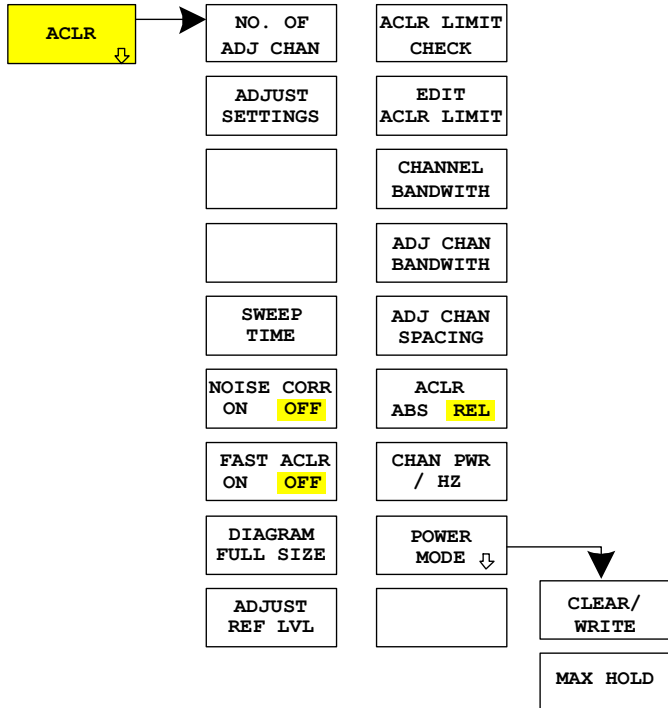 ACLR
NO. OF
ADJ CHAN
ADJUST
SETTINGS
SWEEP
TIME
NOISE CORR
ON OFF
FAST ACLR
ON OFF
DIAGRAM
FULL SIZE
ADJUST
REF LVL
ACLR LIMIT
CHECK
EDIT
ACLR LIMIT
CHANNEL
BANDWITH
ADJ CHAN
BANDWITH
ADJ CHAN
SPACING
ACLR
ABS REL
CHAN PWR
/ HZ
POWER
MODE
CLEAR/
WRITE
MAX HOLD